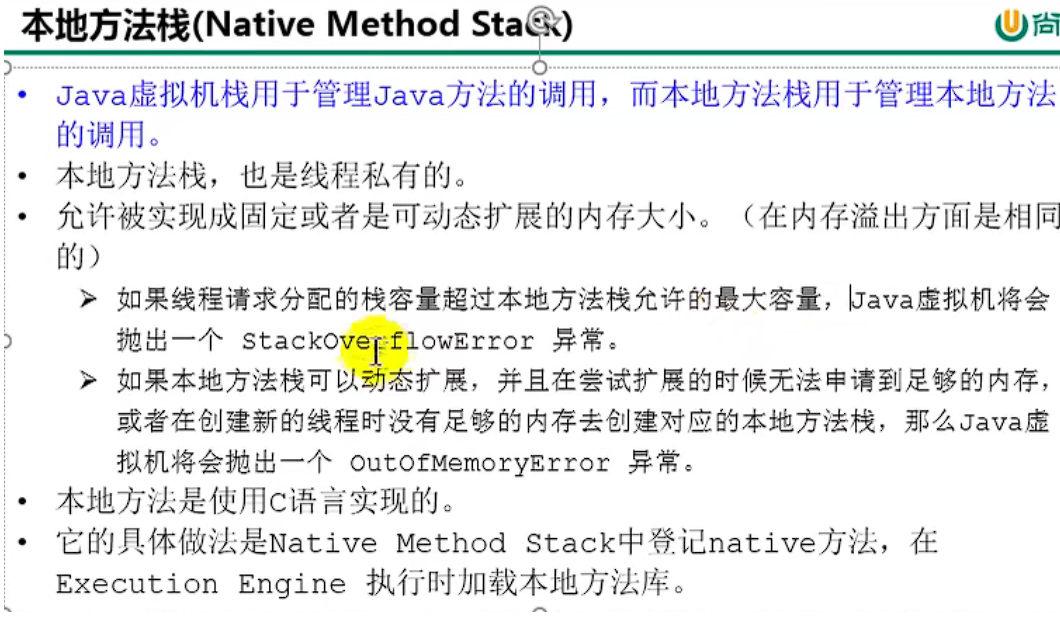 本地方法栈(Native Method Stack)
尚
• Java虚拟机栈用于管理Java方法的调用，而本地方法栈用于管理本地方法
的调用。
• 本地方法栈，也是线程私有的。
• 允许被实现成固定或者是可动态扩展的内存大小。（在内存溢出方面是相同
的）
➢ 如果线程请求分配的栈容量超过本地方法栈允许的最大容量，Java虚拟机将会
抛出一个 StackOverflowError 异常。
➢ 如果本地方法栈可以动态扩展，并且在尝试扩展的时候无法申请到足够的内存，
或者在创建新的线程时没有足够的内存去创建对应的本地方法栈，那么Java虚
拟机将会抛出一个 OutOfMemoryError 异常。
• 本地方法是使用C语言实现的。
• 它的具体做法是Native Method Stack中登记native方法，在
Execution Engine 执行时加载本地方法库。